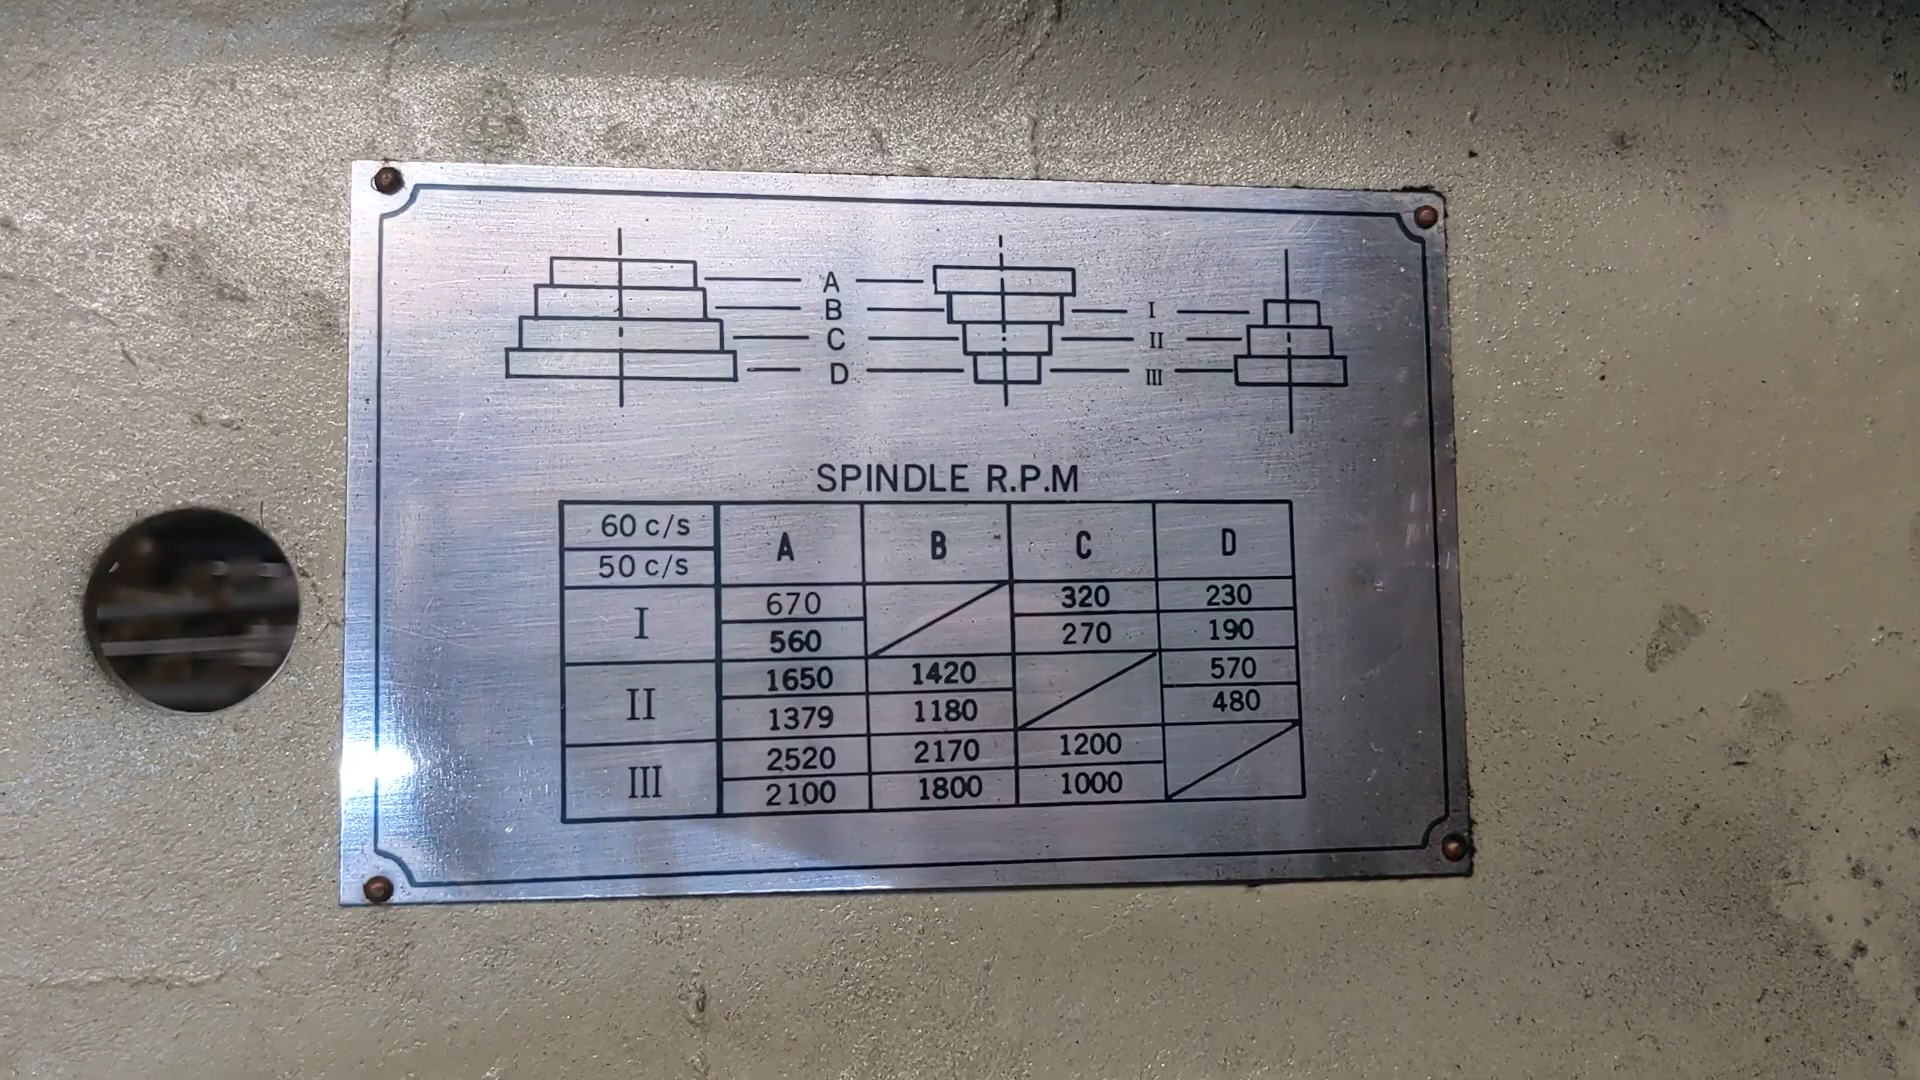 A
B I
C II
D III
SPINDLE R.P.M
60 c/s A B C D
50 c/s
I 670 320 230
560 270 190
II 1650 1420 570
1379 1180 480
III 2520 2170 1200
2100 1800 1000